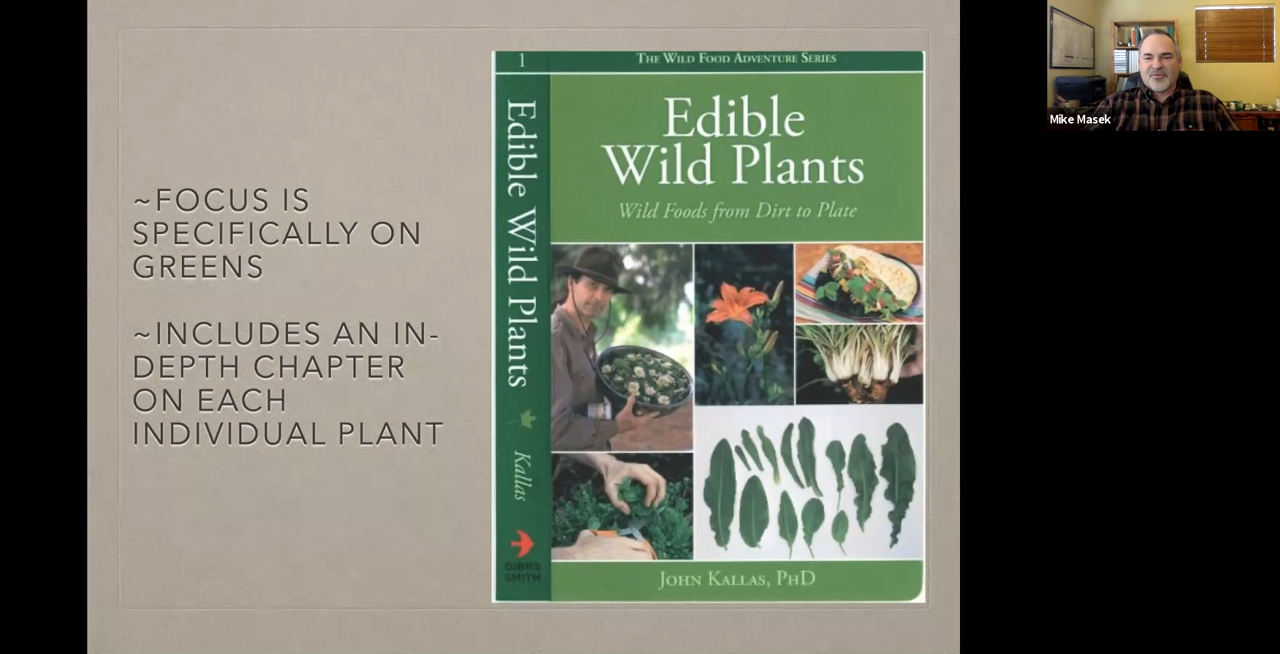 ~FOCUS IS
SPECIFICALLY ON
GREENS
~INCLUDES AN IN-
DEPTH CHAPTER
ON EACH
INDIVIDUAL PLANT
1
Edible Wild Plants
Kallas
GIBBS
SMITH
THE WILD FOOD ADVENTURE SERIES
Edible
Wild Plants
Wild Foods from Dirt to Plate
JOHN KALLAS, PHD
Mike Masek